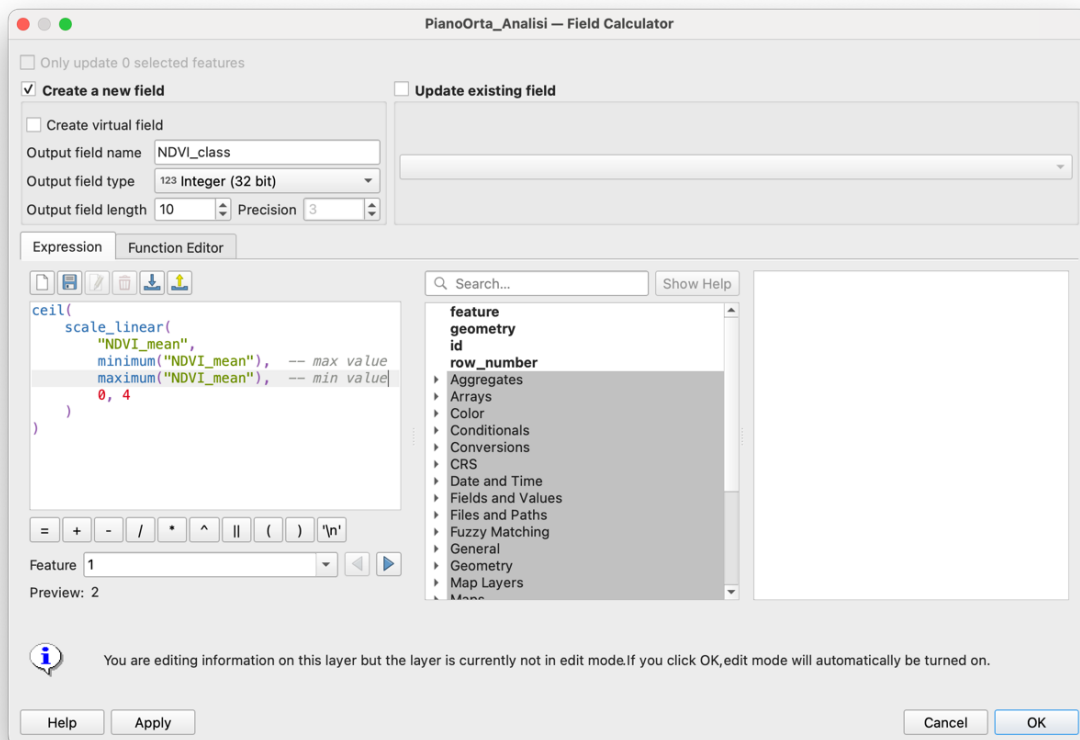 PianoOrta_Analisi — Field Calculator
Only update 0 selected features
Create a new field
Update existing field
Create virtual field
Output field name NDVI_class
Output field type 123 Integer (32 bit)
Output field length 10 Precision 3
Expression Function Editor
Search... Show Help
ceil(
    scale_linear(
        "NDVI_mean",
        minimum("NDVI_mean"),  -- max value
        maximum("NDVI_mean"),  -- min value
        0, 4
    )
)
feature
geometry
id
row_number
Aggregates
Arrays
Color
Conditionals
Conversions
CRS
Date and Time
Fields and Values
Files and Paths
Fuzzy Matching
General
Geometry
Map Layers
Maps
= + - / * ^ || ( ) '\n'
Feature 1
Preview: 2
You are editing information on this layer but the layer is currently not in edit mode.If you click OK,edit mode will automatically be turned on.
Help Apply Cancel OK